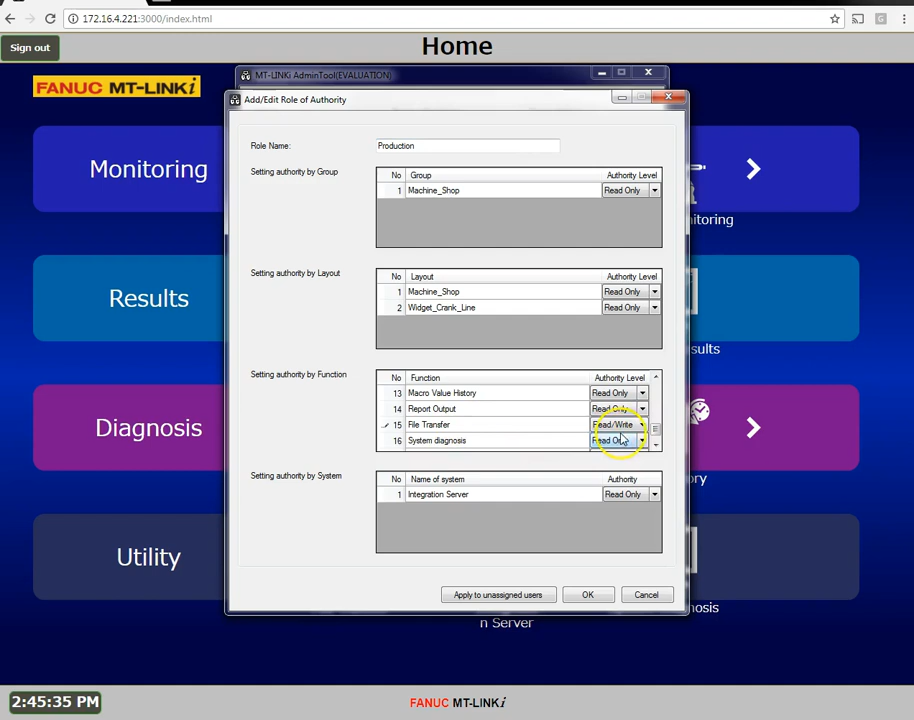 172.16.4.221:3000/index.html
Sign out
Home
FANUC MT-LINKi
MT-LINKi AdminTool(EVALUATION)
Add/Edit Role of Authority
Role Name: Production
Setting authority by Group
No Group Authority Level
1 Machine_Shop Read Only
Setting authority by Layout
No Layout Authority Level
1 Machine_Shop Read Only
2 Widget_Crank_Line Read Only
Setting authority by Function
No Function Authority Level
13 Macro Value History Read Only
14 Report Output Read Only
15 File Transfer Read/Write
16 System diagnosis Read Only
Setting authority by System
No Name of system Authority
1 Integration Server Read Only
Apply to unassigned users OK Cancel
Monitoring
Results
Diagnosis
Utility
n Server
2:45:35 PM
FANUC MT-LINKi